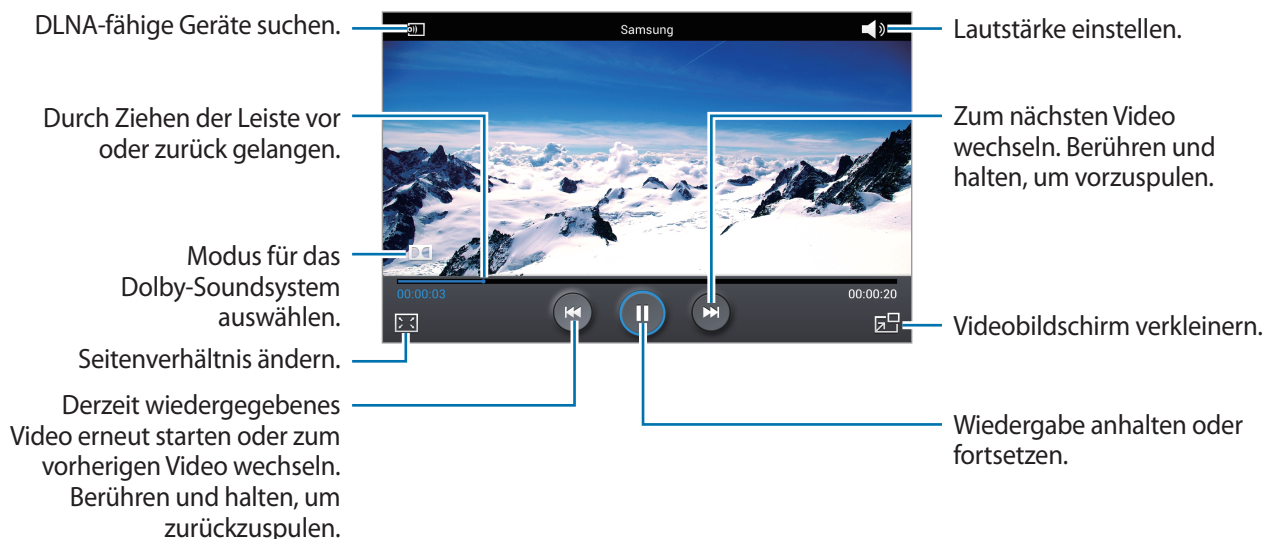 DLNA-fähige Geräte suchen.
Durch Ziehen der Leiste vor
oder zurück gelangen.
Modus für das
Dolby-Soundsystem
auswählen.
Seitenverhältnis ändern.
Derzeit wiedergegebenes
Video erneut starten oder zum
vorherigen Video wechseln.
Berühren und halten, um
zurückzuspulen.
Samsung
00:00:03
00:00:20
Lautstärke einstellen.
Zum nächsten Video
wechseln. Berühren und
halten, um vorzuspulen.
Videobildschirm verkleinern.
Wiedergabe anhalten oder
fortsetzen.